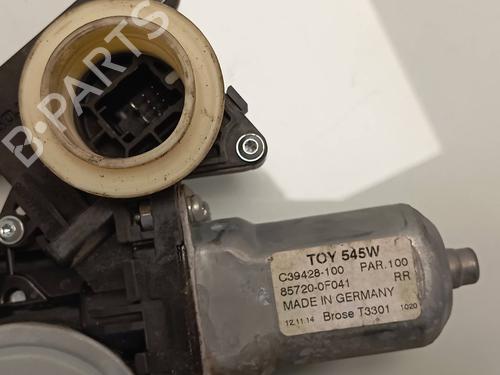 B-PARTS
TOY 545W
C39428-100 PAR.100
85720-0F041 RR
MADE IN GERMANY
12.11.14 Brose T3301 1020